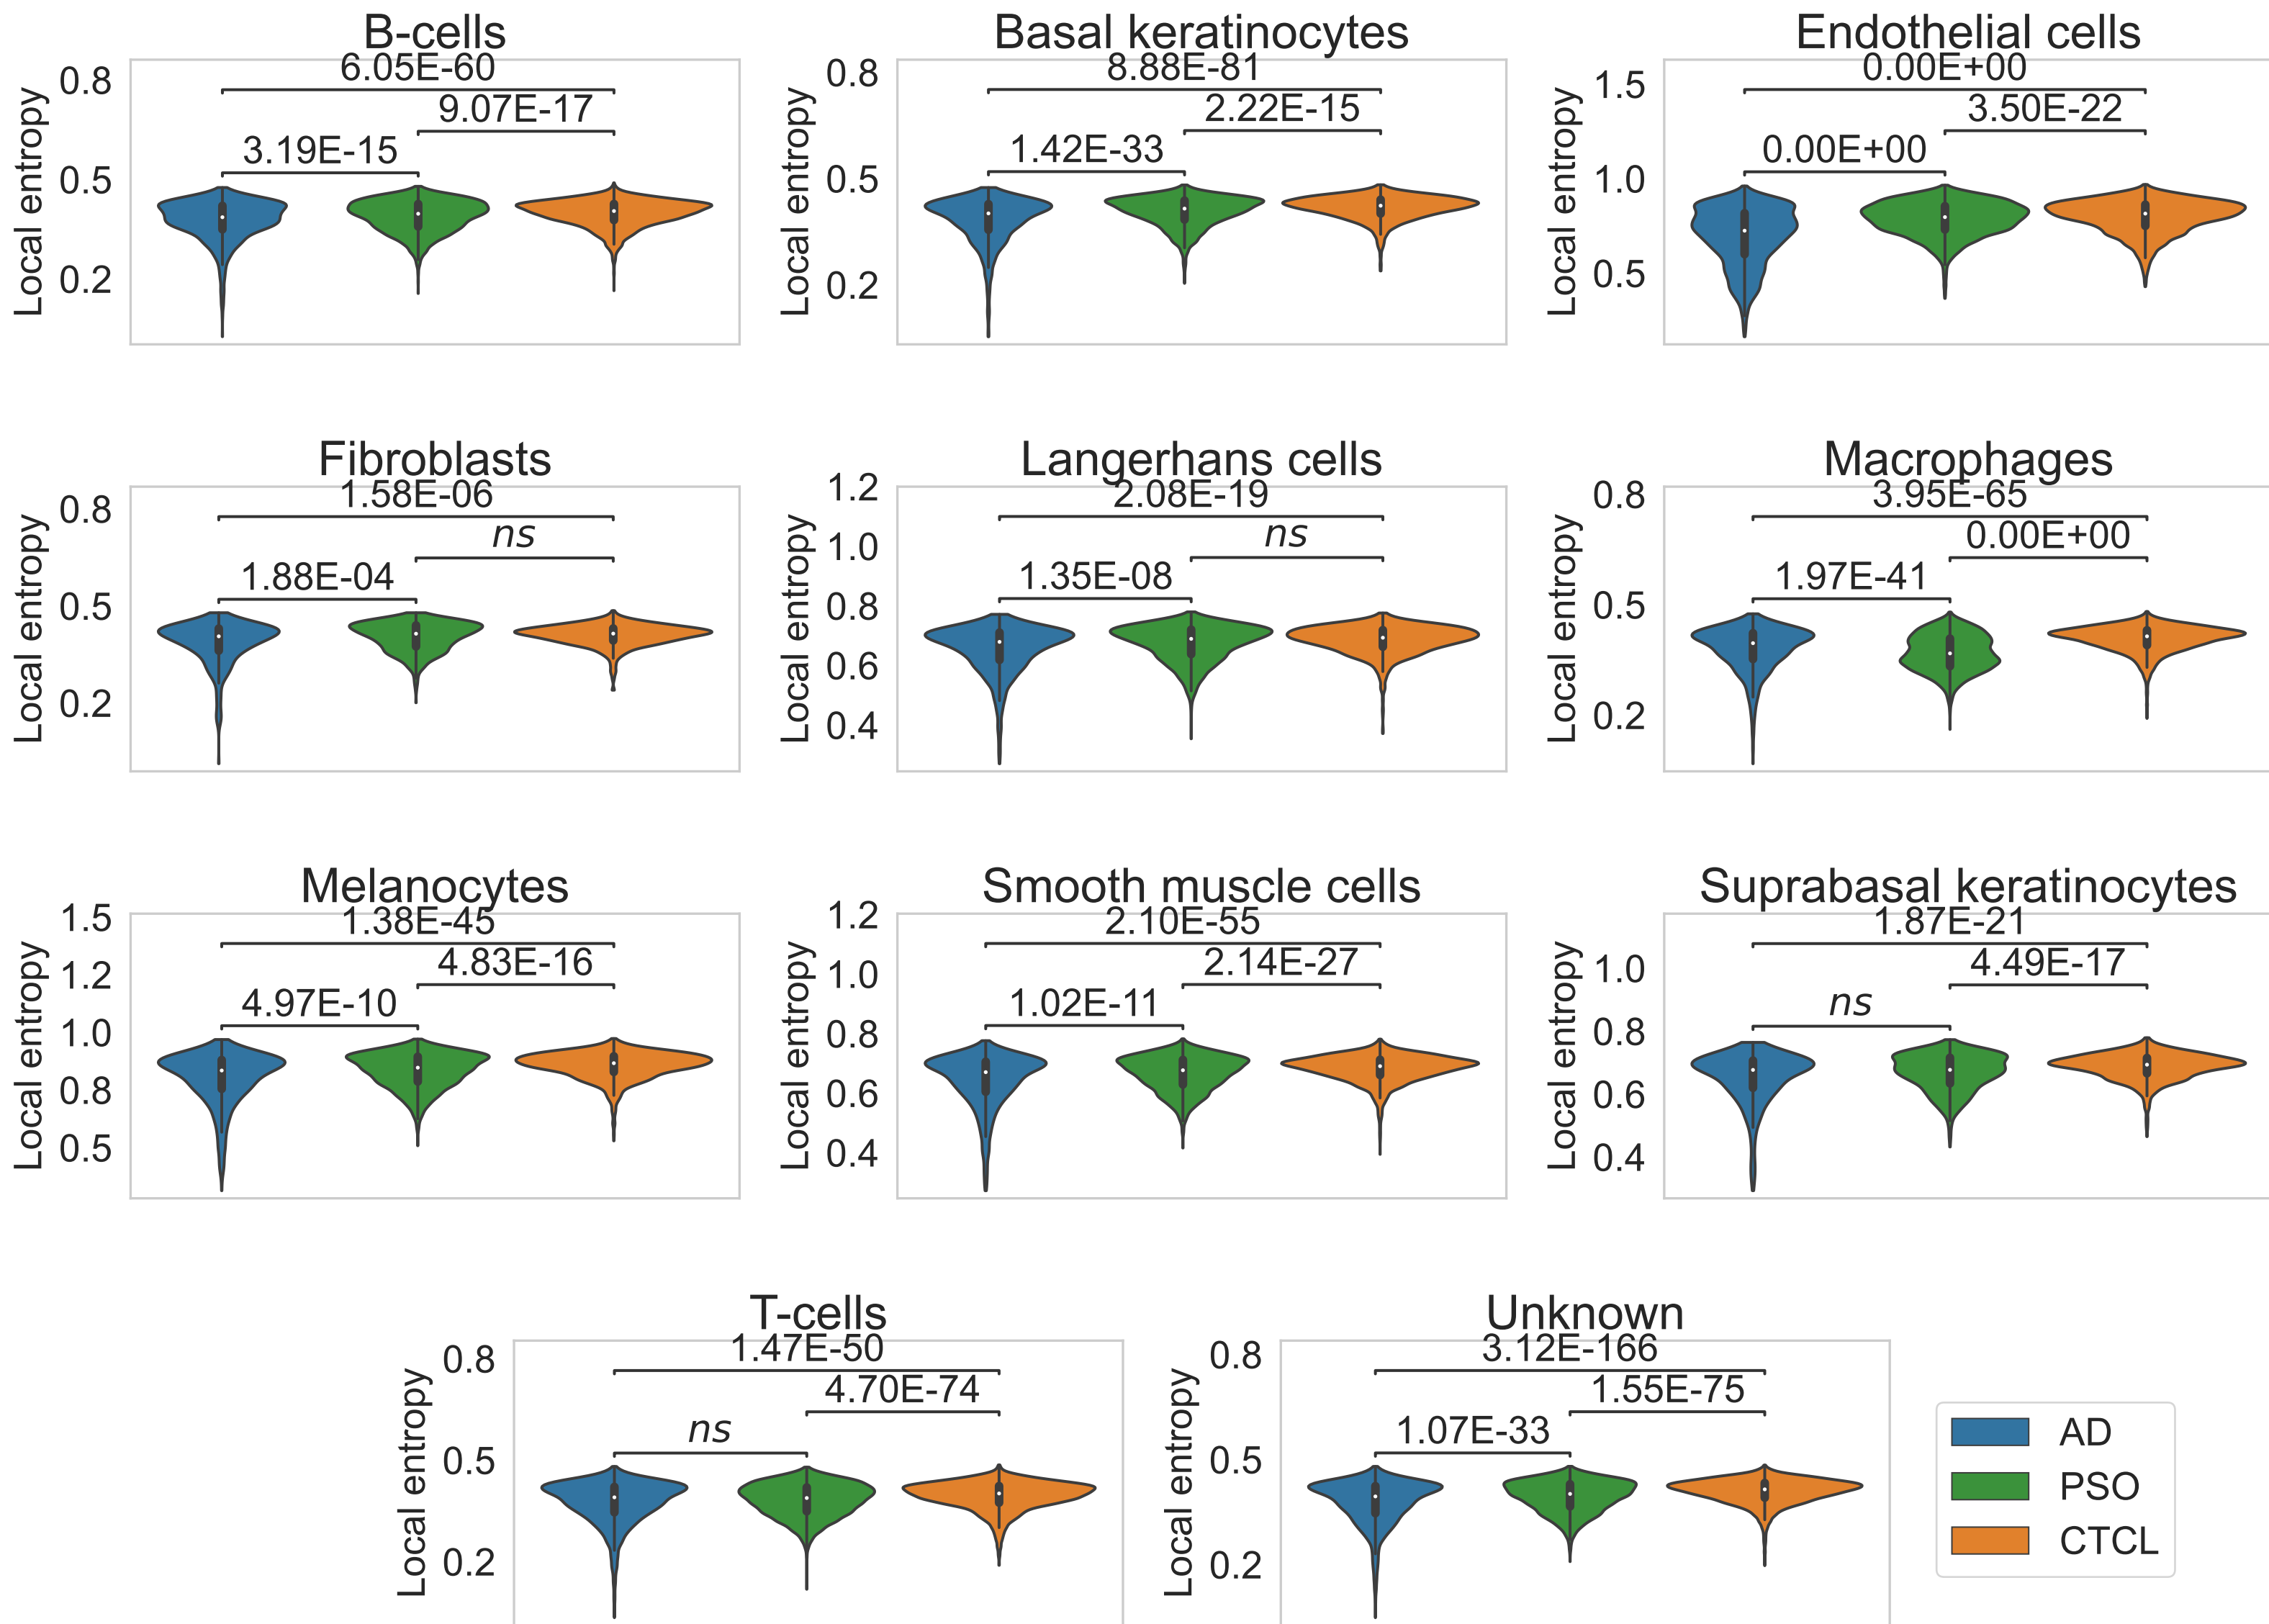 B-cells
6.05E-60
9.07E-17
3.19E-15
Local entropy
0.8
0.5
0.2
Basal keratinocytes
8.88E-81
2.22E-15
1.42E-33
Local entropy
0.8
0.5
0.2
Endothelial cells
0.00E+00
3.50E-22
0.00E+00
Local entropy
1.5
1.0
0.5
Fibroblasts
1.58E-06
ns
1.88E-04
Local entropy
0.8
0.5
0.2
Langerhans cells
2.08E-19
ns
1.35E-08
Local entropy
1.2
1.0
0.8
0.6
0.4
Macrophages
3.95E-65
0.00E+00
1.97E-41
Local entropy
0.8
0.5
0.2
Melanocytes
1.38E-45
4.83E-16
4.97E-10
Local entropy
1.5
1.2
1.0
0.8
0.5
Smooth muscle cells
2.10E-55
2.14E-27
1.02E-11
Local entropy
1.2
1.0
0.8
0.6
0.4
Suprabasal keratinocytes
1.87E-21
4.49E-17
ns
Local entropy
1.0
0.8
0.6
0.4
T-cells
1.47E-50
4.70E-74
ns
Local entropy
0.8
0.5
0.2
Unknown
3.12E-166
1.55E-75
1.07E-33
Local entropy
0.8
0.5
0.2
AD
PSO
CTCL